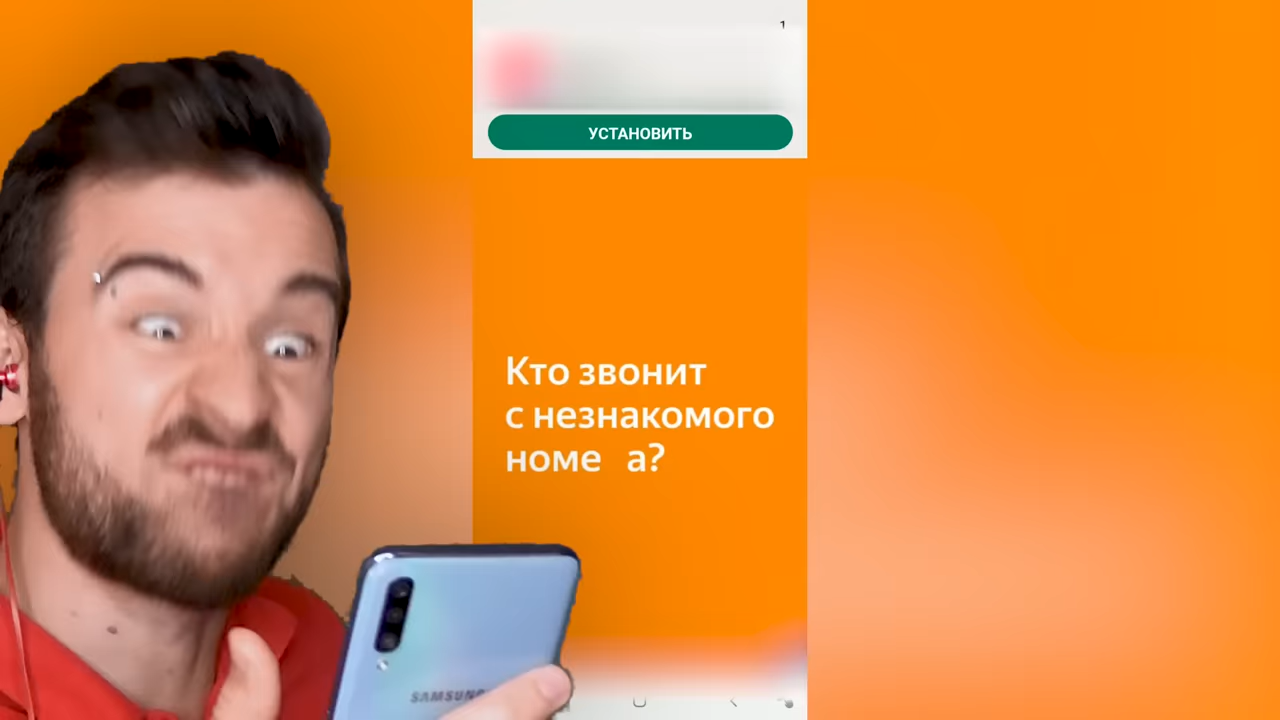 1
УСТАНОВИТЬ
Кто звонит
с незнакомого
номе а?
SAMSUNG